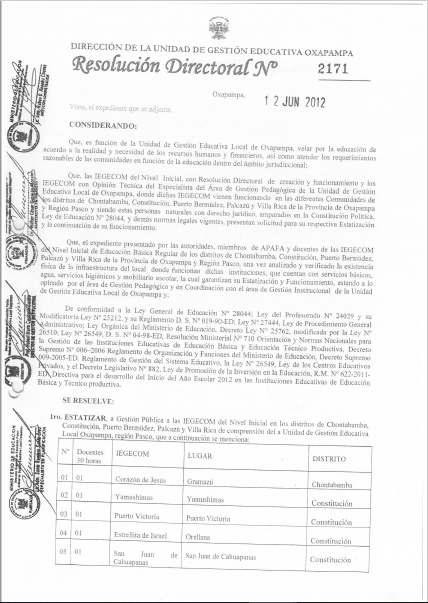 DIRECCIÓN DE LA UNIDAD DE GESTIÓN EDUCATIVA OXAPAMPA
Resolución Directoral Nº 2171
Oxapampa, 12 JUN 2012
Visto, el expediente que se adjunta.
CONSIDERANDO:
Que, es función de la Unidad de Gestión Educativa Local de Oxapampa, velar por la educación de
acuerdo a la realidad y necesidad de los recursos humanos y financieros, así como atender los requerimientos
razonables de las comunidades en función de la educación dentro del ámbito jurisdiccional;
Que, las IEGECOM del Nivel Inicial, con Resolución Directoral de creación y funcionamiento y los
IEGECOM con Opinión Técnica del Especialista del Área de Gestión Pedagógica de la Unidad de Gestión
Educativa Local de Oxapampa, donde dichas IEGECOM vienen funcionando en las diferentes Comunidades de
los distritos de Chontabamba, Constitución, Puerto Bermúdez, Palcazú y Villa Rica de la Provincia de Oxapampa
y Región Pasco y siendo estas personas naturales con derecho jurídico, amparados en la Constitución Política,
Ley de Educación Nº 28044, y demás normas legales vigentes, presentan solicitud para su respectiva Estatización
y la continuación de su funcionamiento.
Que, el expediente presentado por las autoridades, miembros de APAFA y docentes de las IEGECOM
del Nivel Inicial de Educación Básica Regular de los distritos de Chontabamba, Constitución, Puerto Bermúdez,
Palcazú y Villa Rica de la Provincia de Oxapampa y Región Pasco, una vez analizado y verificado la existencia
física de la infraestructura del local donde funcionan dichas instituciones, que cuentan con servicios básicos,
agua, servicios higiénicos y mobiliario escolar, la cual garantizan su Estatización y Funcionamiento, estando a lo
opinado por el área de Gestión Pedagógica y en Coordinación con el área de Gestión Institucional de la Unidad
de Gestión Educativa Local de Oxapampa y;
De conformidad a la Ley General de Educación Nº 28044; Ley del Profesorado Nº 24029 y su
Modificatoria Ley Nº 25212, y su Reglamento D. S. Nº 019-90-ED; Ley Nº 27444, Ley de Procedimiento General
Administrativo; Ley Orgánica del Ministerio de Educación, Decreto Ley Nº 25762, modificada por la Ley Nº
26510; Ley Nº 26549, D. S. Nº 04-98-ED, Resolución Ministerial Nº 710 Orientación y Normas Nacionales para
la Gestión de las Instituciones Educativas de Educación Básica y Educación Técnico Productiva, Decreto
Supremo Nº 006-2006 Reglamento de Organización y Funciones del Ministerio de Educación, Decreto Supremo
009-2005-ED. Reglamento de Gestión del Sistema Educativo, la Ley Nº 26549, Ley de los Centros Educativos
Privados, y el Decreto Legislativo Nº 882, Ley de Promoción de la Inversión en la Educación, R.M. Nº 622-2011-
ED, Directiva para el desarrollo del Inicio del Año Escolar 2012 en las Instituciones Educativas de Educación
Básica y Técnico productiva.
SE RESUELVE:
1ro. ESTATIZAR, a Gestión Pública las IEGECOM del Nivel Inicial en los distritos de Chontabamba,
Constitución, Puerto Bermúdez, Palcazú y Villa Rica de comprensión del a Unidad de Gestión Educativa
Local Oxapampa, región Pasco, que a continuación se menciona:
Nº Docentes 30 horas IEGECOM LUGAR DISTRITO
01 01 Corazón de Jesús Gramazú Chontabamba
02 01 Yamushimas Yamushimas Constitución
03 01 Puerto Victoria Puerto Victoria Constitución
04 01 Estrellita de Israel Orellana Constitución
05 01 San Juan de Cahuapanas San Juan de Cahuapanas Constitución